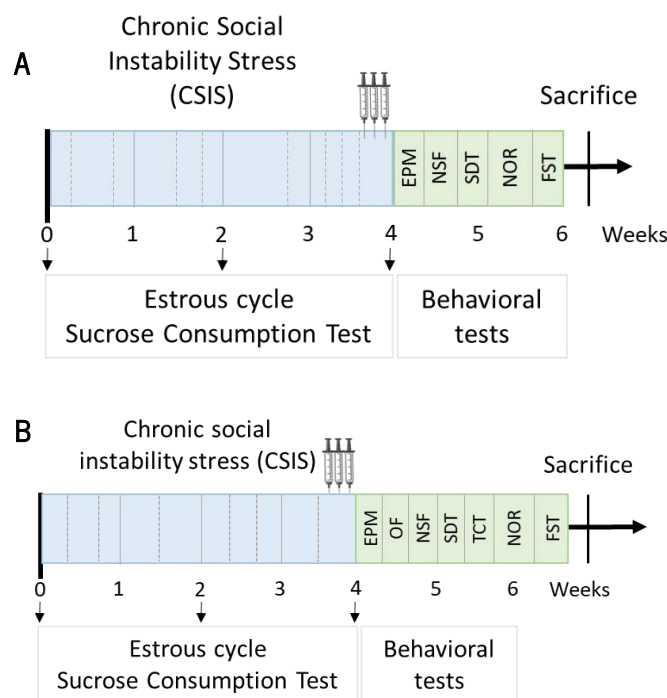 A
Chronic Social
Instability Stress
(CSIS)
Sacrifice
EPM
NSF
SDT
NOR
FST
0 1 2 3 4 5 6 Weeks
Estrous cycle
Sucrose Consumption Test
Behavioral
tests
B
Chronic social
instability stress (CSIS)
Sacrifice
EPM
OF
NSF
SDT
TCT
NOR
FST
0 1 2 3 4 5 6 Weeks
Estrous cycle
Sucrose Consumption Test
Behavioral
tests